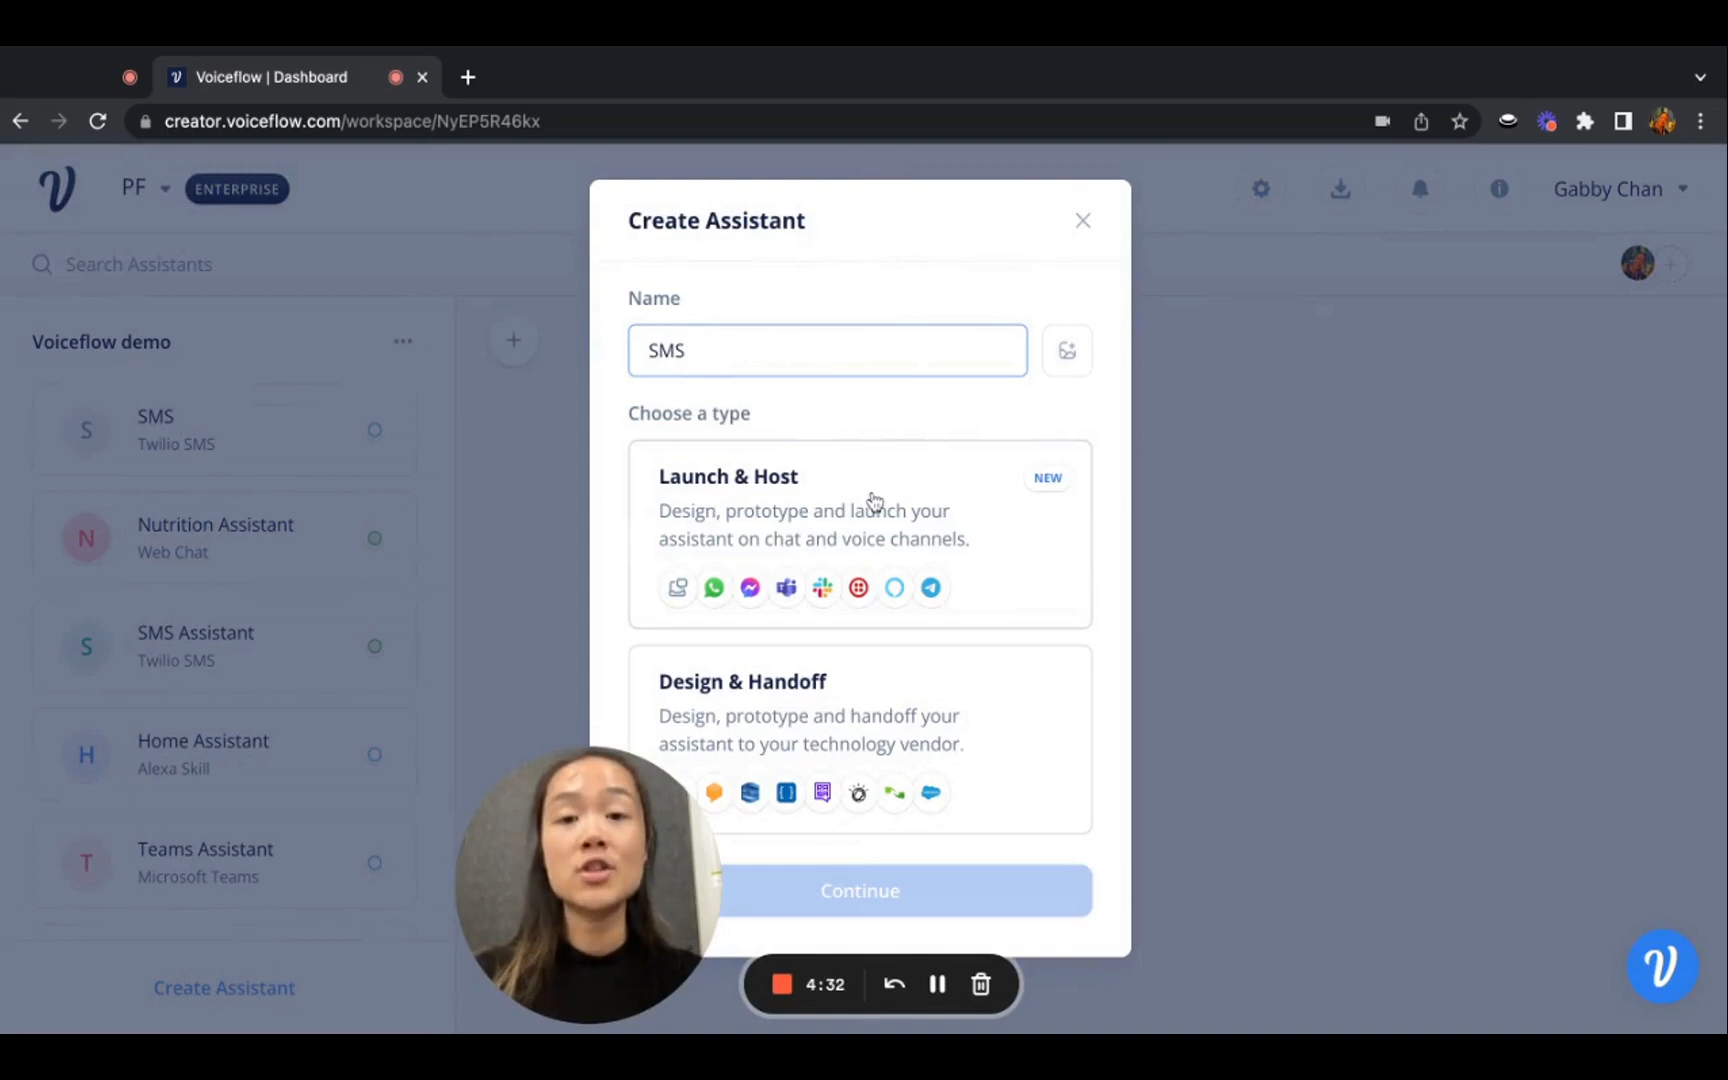 Voiceflow | Dashboard
creator.voiceflow.com/workspace/NyEP5R46kx
PF
ENTERPRISE
Gabby Chan
Search Assistants
Voiceflow demo
S
SMS
Twilio SMS
N
Nutrition Assistant
Web Chat
S
SMS Assistant
Twilio SMS
H
Home Assistant
Alexa Skill
T
Teams Assistant
Microsoft Teams
Create Assistant
Create Assistant
Name
SMS
Choose a type
Launch & Host
NEW
Design, prototype and launch your
assistant on chat and voice channels.
Design & Handoff
Design, prototype and handoff your
assistant to your technology vendor.
Continue
4:32